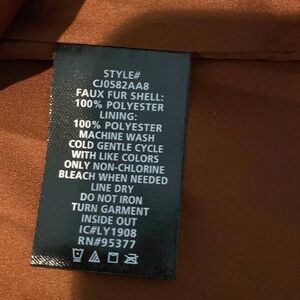 STYLE#
CJ0582AA8
FAUX FUR SHELL:
100% POLYESTER
LINING:
100% POLYESTER
MACHINE WASH
COLD GENTLE CYCLE
WITH LIKE COLORS
ONLY NON-CHLORINE
BLEACH WHEN NEEDED
LINE DRY
DO NOT IRON
TURN GARMENT
INSIDE OUT
IC#LY1908
RN#95377